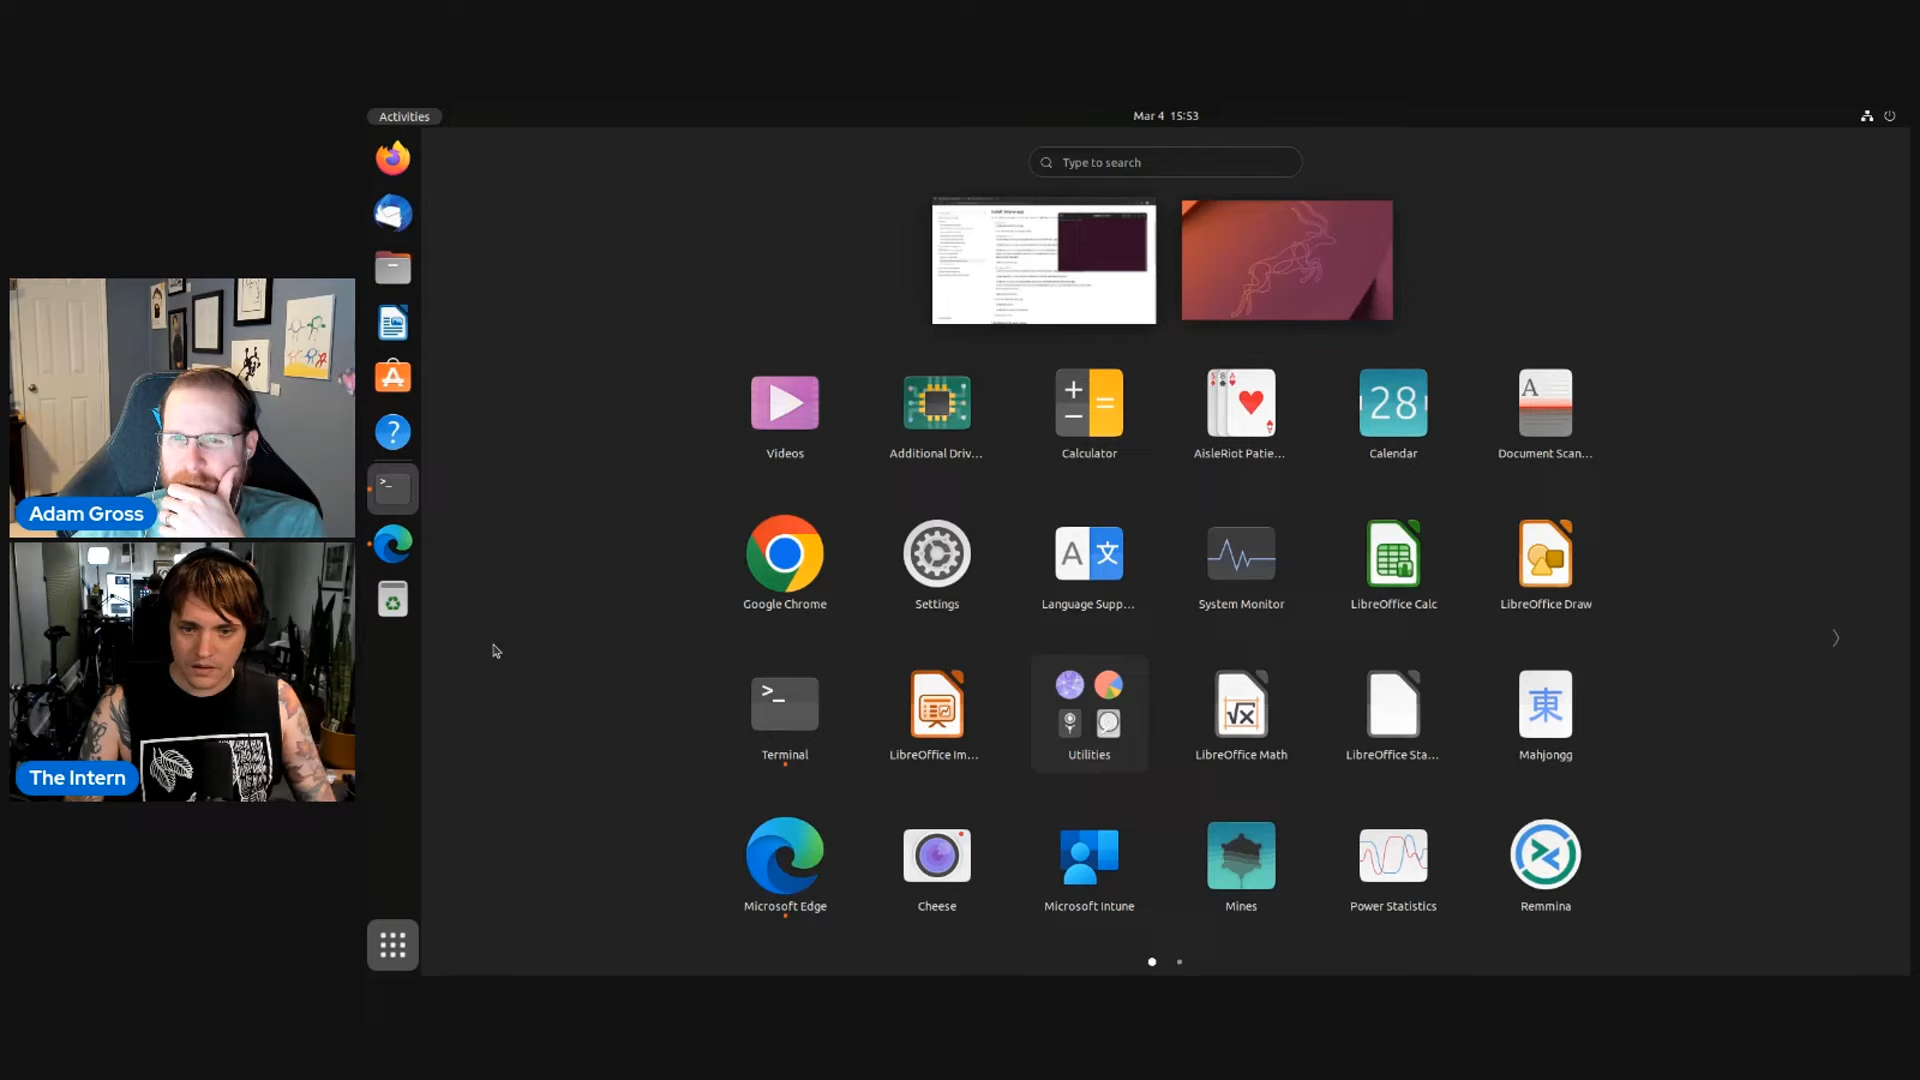 Activities
Mar 4 15:53
Type to search
Videos
Additional Driv...
Calculator
AisleRiot Patie...
Calendar
Document Scan...
28
Google Chrome
Settings
Language Supp...
System Monitor
LibreOffice Calc
LibreOffice Draw
Terminal
LibreOffice Im...
Utilities
LibreOffice Math
LibreOffice Sta...
Mahjongg
東
Microsoft Edge
Cheese
Microsoft Intune
Mines
Power Statistics
Remmina
Adam Gross
The Intern